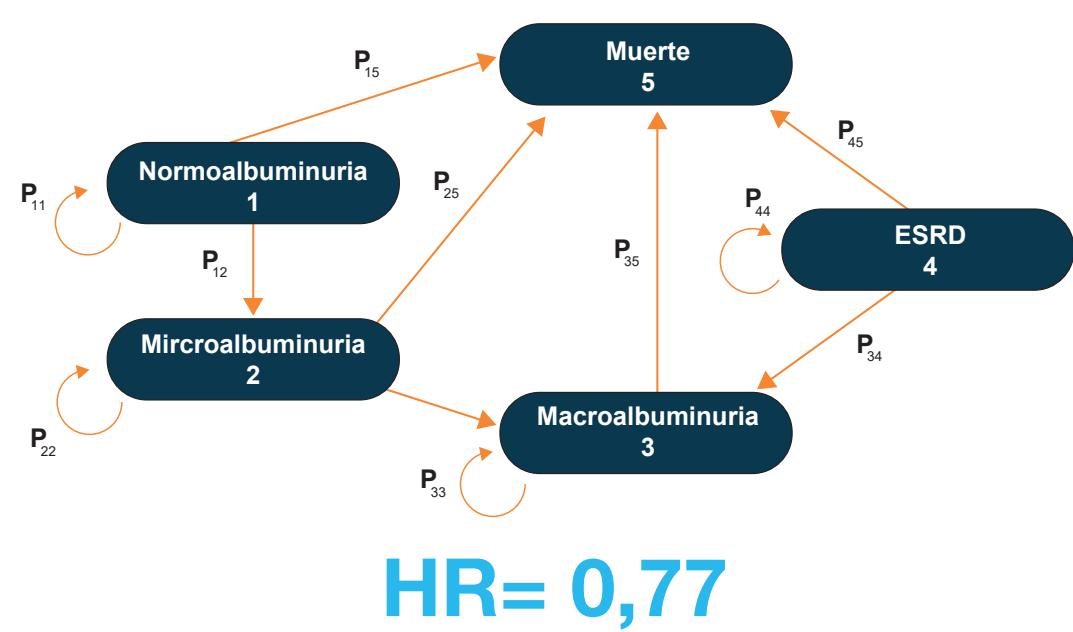 Muerte
5
P15
Normoalbuminuria
1
P11
P12
P25
P45
P44
ESRD
4
P35
Mircroalbuminuria
2
P22
P34
Macroalbuminuria
3
P33
HR= 0,77